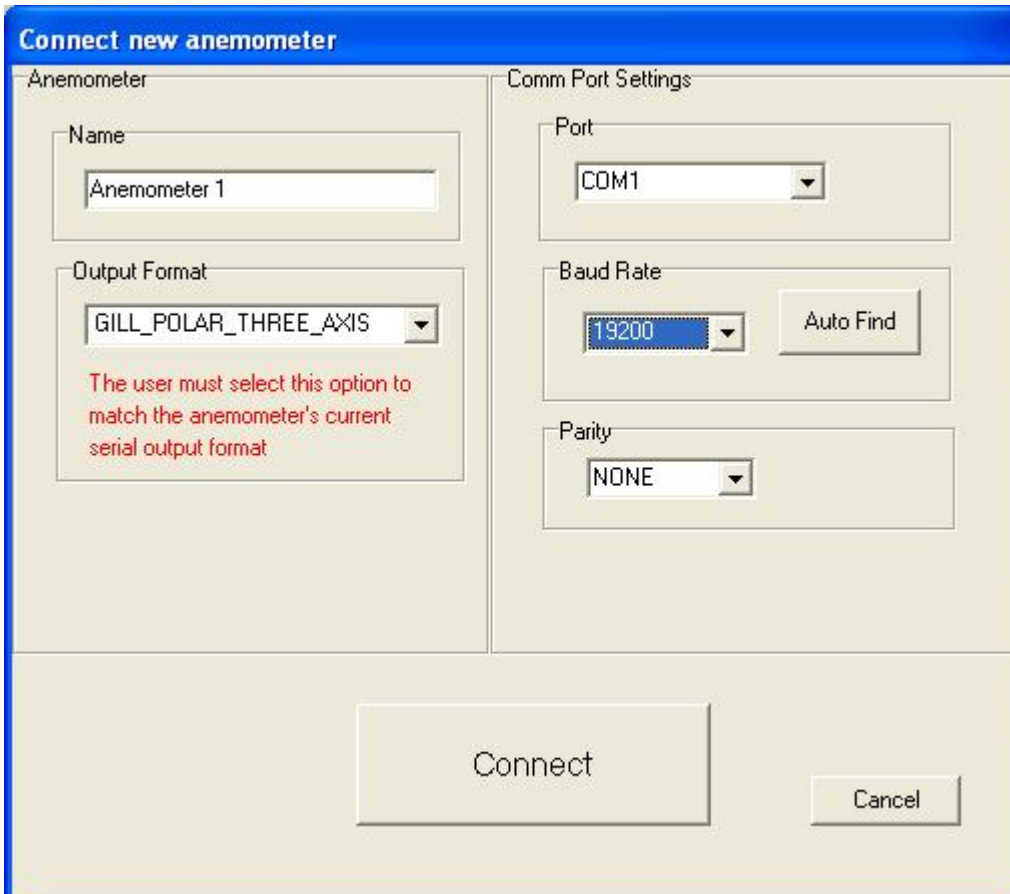 Connect new anemometer
Anemometer
Name
Anemometer 1
Output Format
GILL_POLAR_THREE_AXIS
The user must select this option to
match the anemometer's current
serial output format
Comm Port Settings
Port
COM1
Baud Rate
19200
Auto Find
Parity
NONE
Connect
Cancel